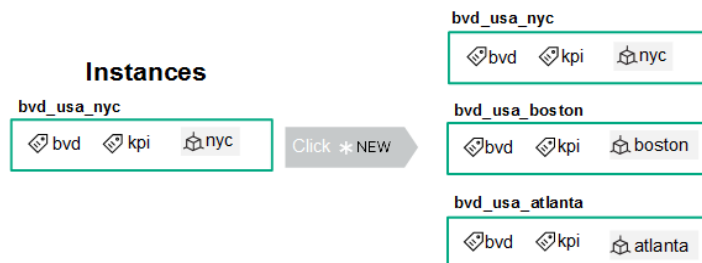 Instances
bvd_usa_nyc
bvd kpi nyc
Click * NEW
bvd_usa_nyc
bvd kpi nyc
bvd_usa_boston
bvd kpi boston
bvd_usa_atlanta
bvd kpi atlanta